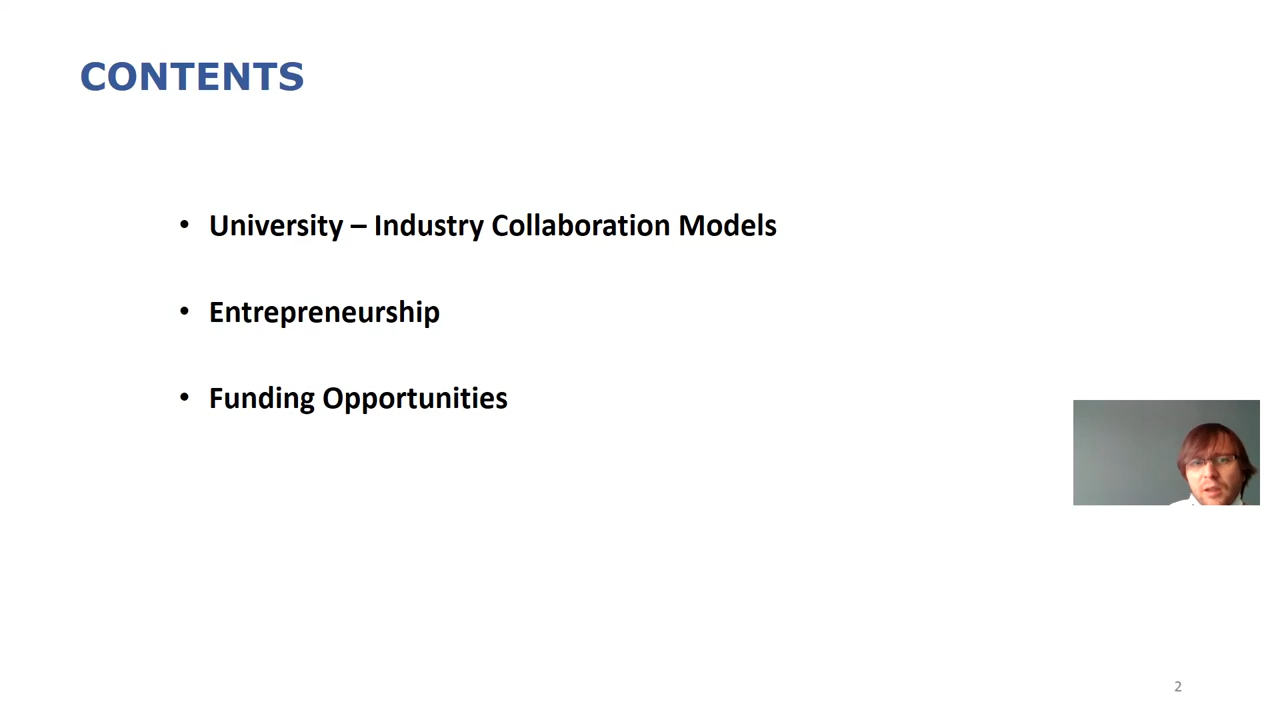 CONTENTS
• University – Industry Collaboration Models
• Entrepreneurship
• Funding Opportunities
2